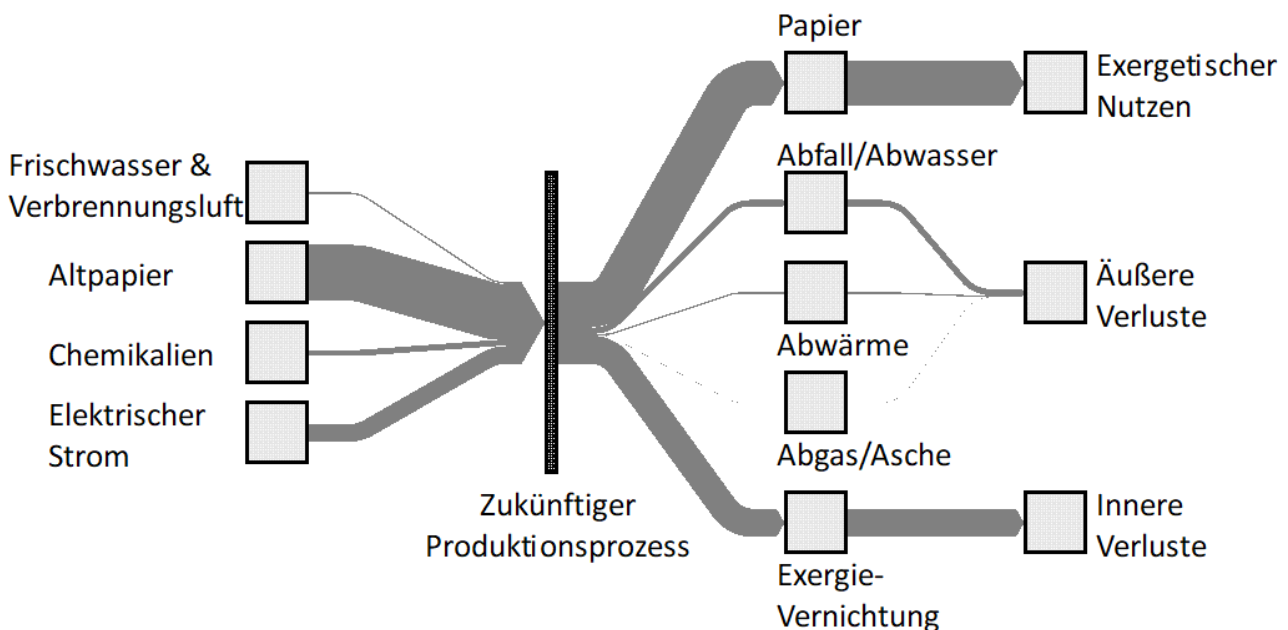 Frischwasser &
Verbrennungsluft
Altpapier
Chemikalien
Elektrischer
Strom
Zukünftiger
Produktionsprozess
Papier
Abfall/Abwasser
Abwärme
Abgas/Asche
Exergie-
Vernichtung
Exergetischer
Nutzen
Äußere
Verluste
Innere
Verluste